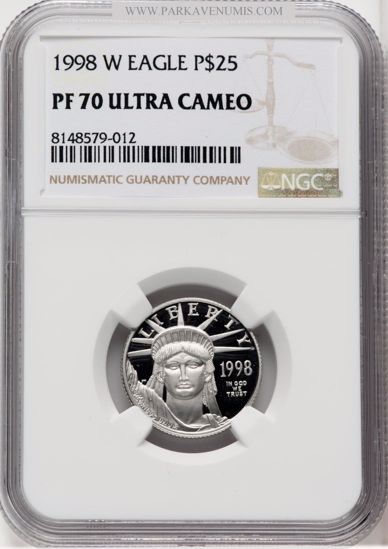 WWW.PARKAVENUMIS.COM
1998 W EAGLE P$25
PF 70 ULTRA CAMEO
8148579-012
NUMISMATIC GUARANTY COMPANY
NGC
LIBERTY
1998
IN GOD
WE
TRUST